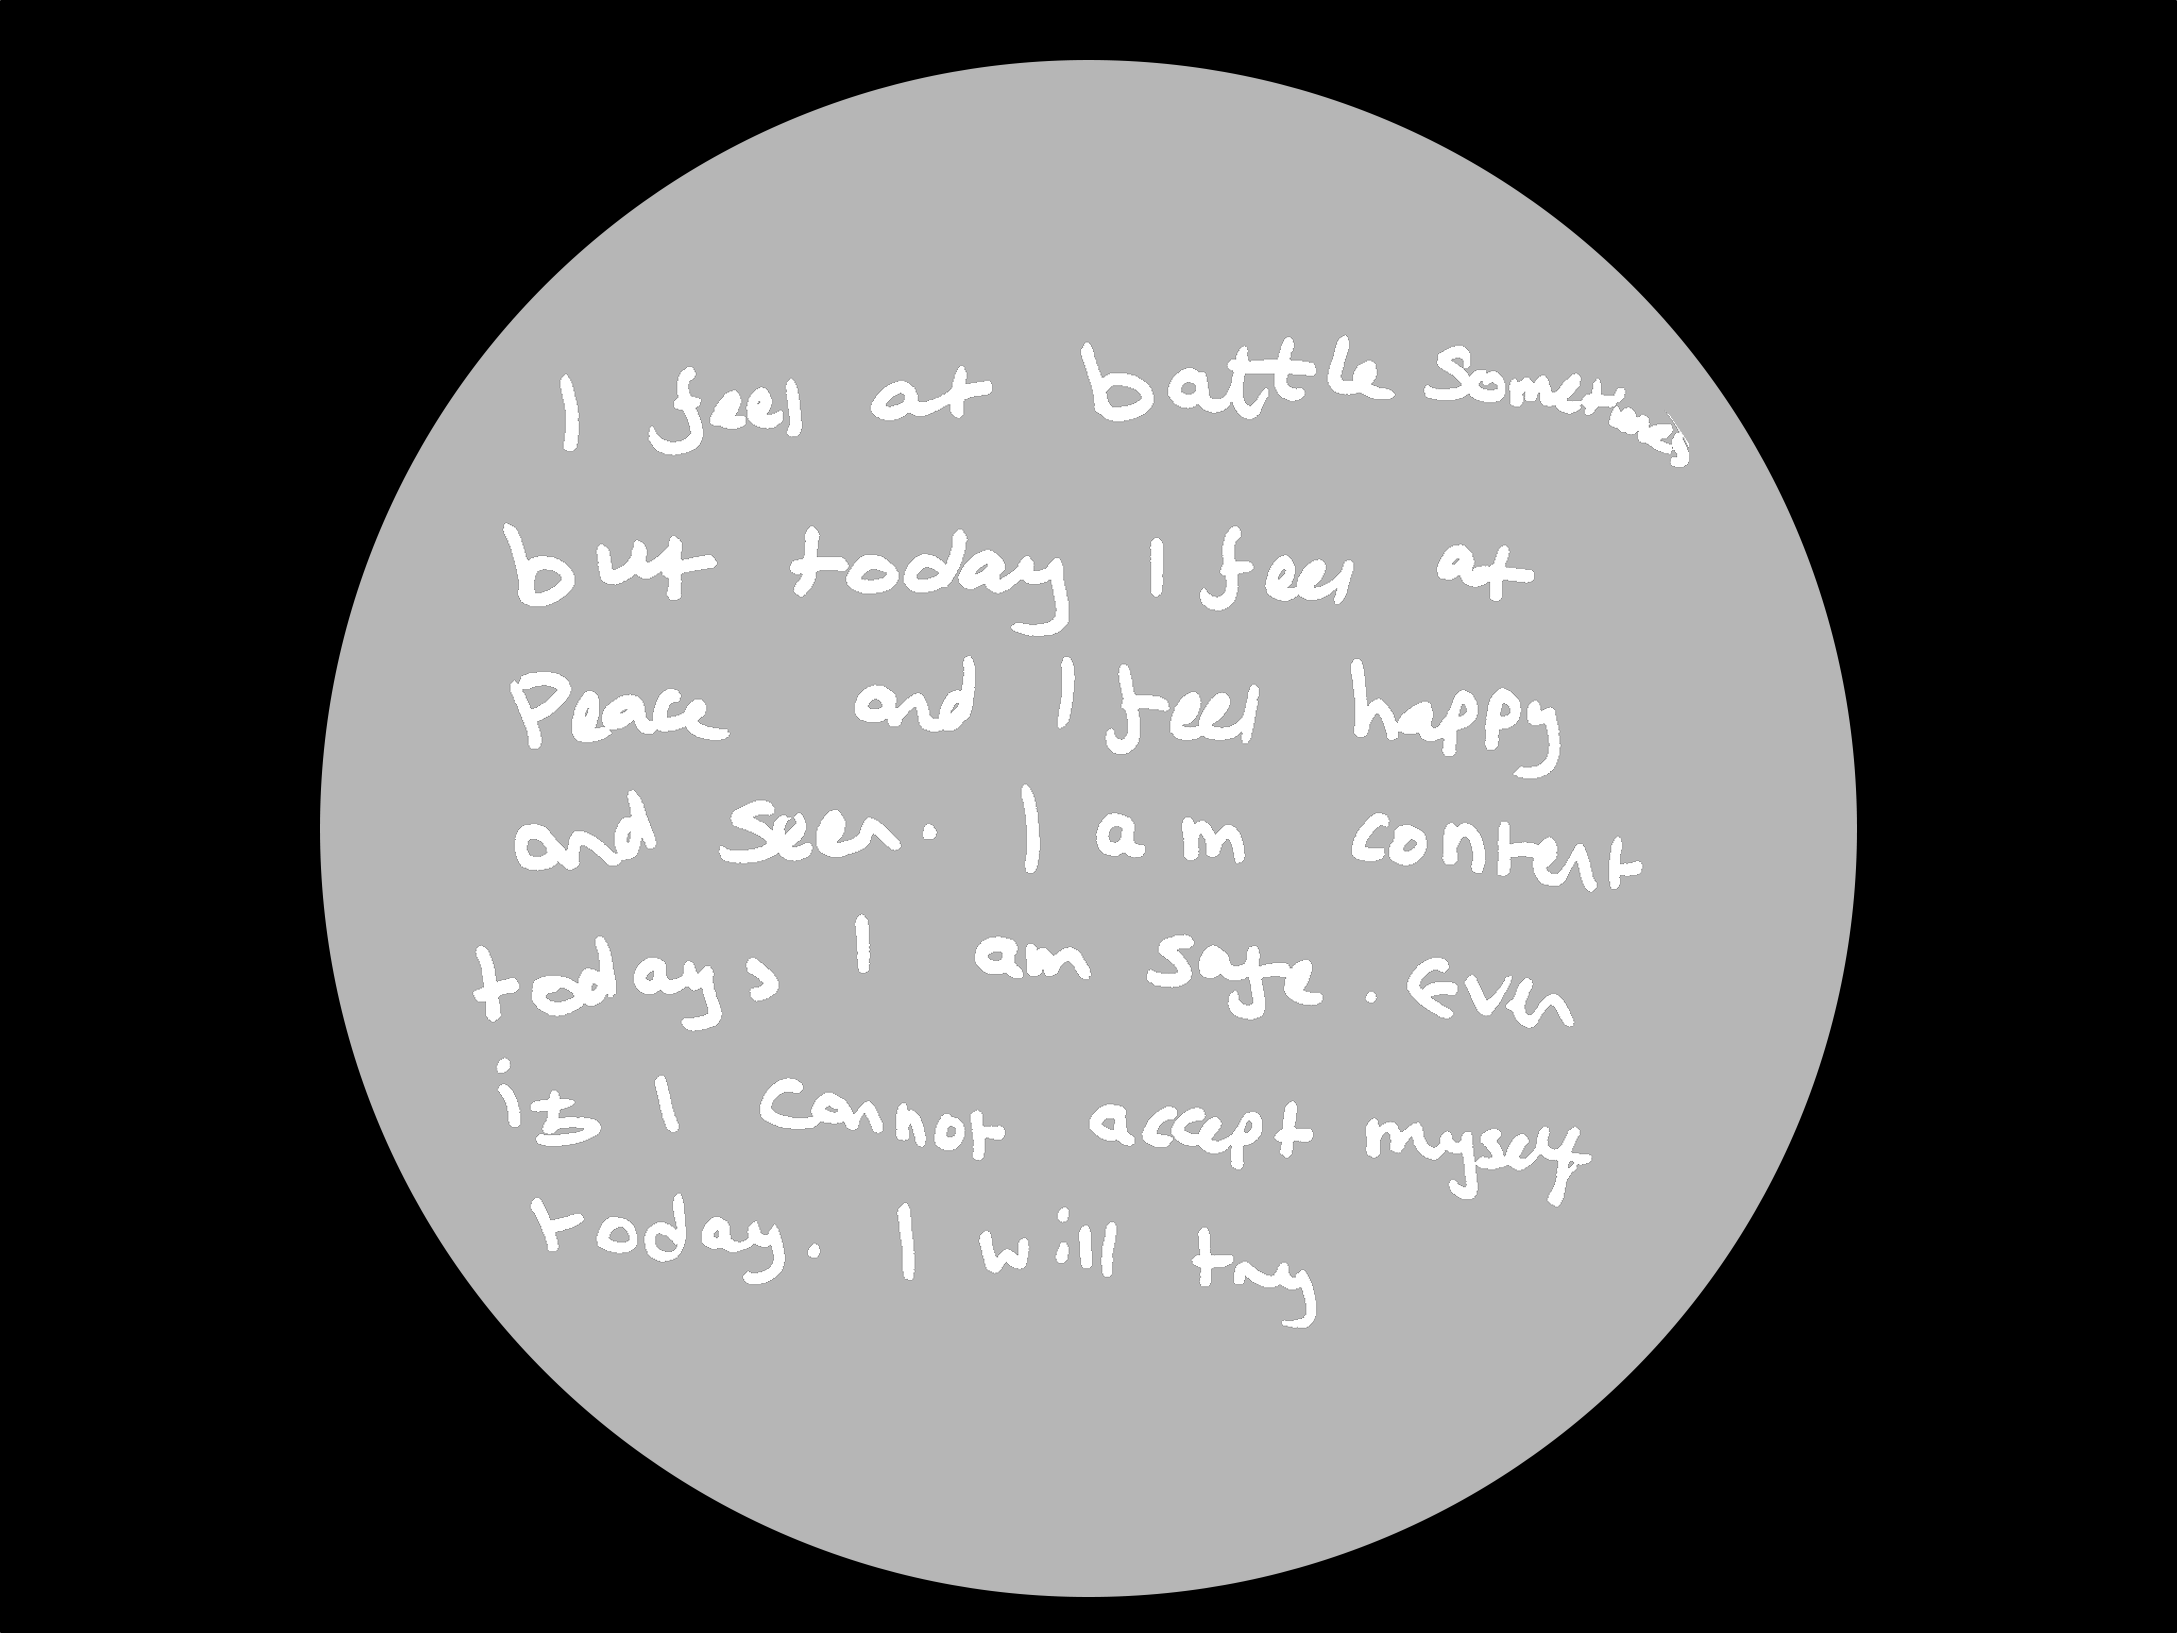 I feel at battle sometimes
but today I feel at
Peace and I feel happy
and seen. I am content
today, I am safe. Even
if I cannot accept myself
today. I will try